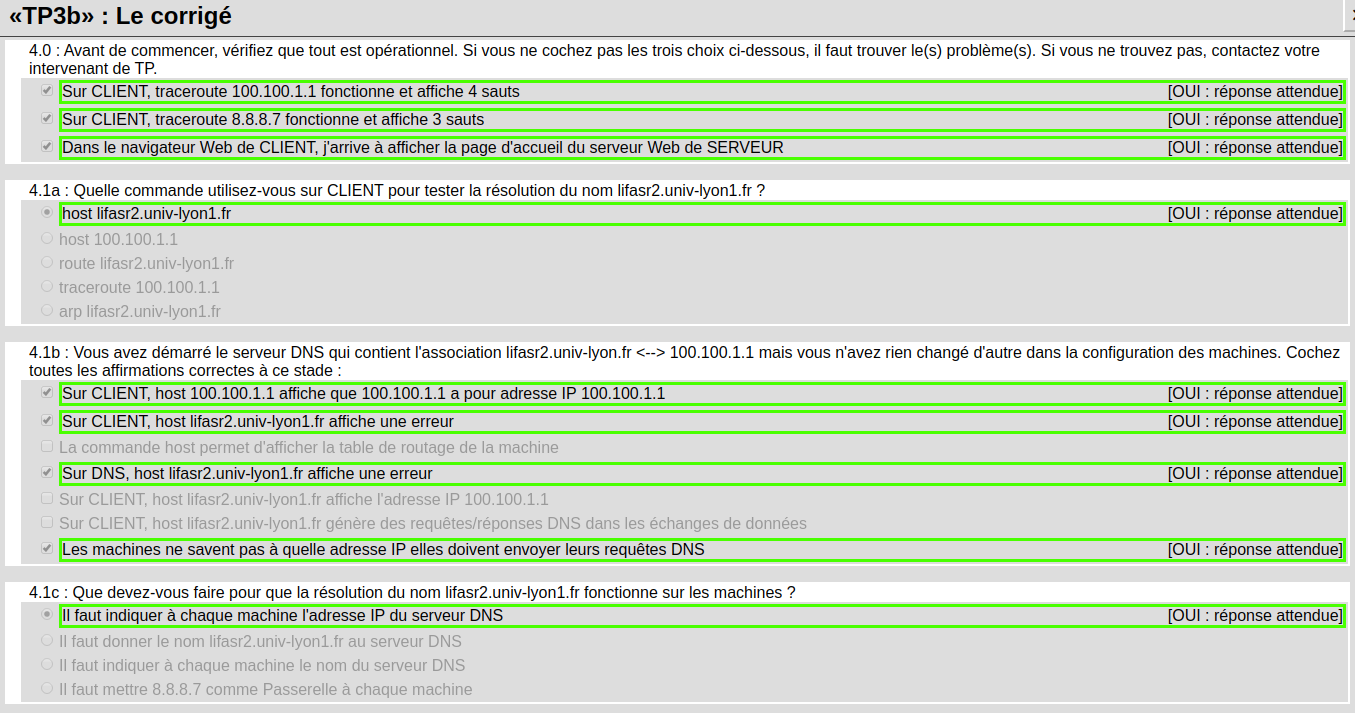 «TP3b» : Le corrigé
4.0 : Avant de commencer, vérifiez que tout est opérationnel. Si vous ne cochez pas les trois choix ci-dessous, il faut trouver le(s) problème(s). Si vous ne trouvez pas, contactez votre
intervenant de TP.
Sur CLIENT, traceroute 100.100.1.1 fonctionne et affiche 4 sauts [OUI : réponse attendue]
Sur CLIENT, traceroute 8.8.8.7 fonctionne et affiche 3 sauts [OUI : réponse attendue]
Dans le navigateur Web de CLIENT, j'arrive à afficher la page d'accueil du serveur Web de SERVEUR [OUI : réponse attendue]
4.1a : Quelle commande utilisez-vous sur CLIENT pour tester la résolution du nom lifasr2.univ-lyon1.fr ?
host lifasr2.univ-lyon1.fr [OUI : réponse attendue]
host 100.100.1.1
route lifasr2.univ-lyon1.fr
traceroute 100.100.1.1
arp lifasr2.univ-lyon1.fr
4.1b : Vous avez démarré le serveur DNS qui contient l'association lifasr2.univ-lyon.fr <--> 100.100.1.1 mais vous n'avez rien changé d'autre dans la configuration des machines. Cochez
toutes les affirmations correctes à ce stade :
Sur CLIENT, host 100.100.1.1 affiche que 100.100.1.1 a pour adresse IP 100.100.1.1 [OUI : réponse attendue]
Sur CLIENT, host lifasr2.univ-lyon1.fr affiche une erreur [OUI : réponse attendue]
La commande host permet d'afficher la table de routage de la machine
Sur DNS, host lifasr2.univ-lyon1.fr affiche une erreur [OUI : réponse attendue]
Sur CLIENT, host lifasr2.univ-lyon1.fr affiche l'adresse IP 100.100.1.1
Sur CLIENT, host lifasr2.univ-lyon1.fr génère des requêtes/réponses DNS dans les échanges de données
Les machines ne savent pas à quelle adresse IP elles doivent envoyer leurs requêtes DNS [OUI : réponse attendue]
4.1c : Que devez-vous faire pour que la résolution du nom lifasr2.univ-lyon1.fr fonctionne sur les machines ?
Il faut indiquer à chaque machine l'adresse IP du serveur DNS [OUI : réponse attendue]
Il faut donner le nom lifasr2.univ-lyon1.fr au serveur DNS
Il faut indiquer à chaque machine le nom du serveur DNS
Il faut mettre 8.8.8.7 comme Passerelle à chaque machine